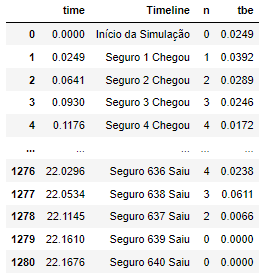 time Timeline n tbe
0 0.0000 Início da Simulação 0 0.0249
1 0.0249 Seguro 1 Chegou 1 0.0392
2 0.0641 Seguro 2 Chegou 2 0.0289
3 0.0930 Seguro 3 Chegou 3 0.0246
4 0.1176 Seguro 4 Chegou 4 0.0172
... ... ... ... ...
1276 22.0296 Seguro 636 Saiu 4 0.0238
1277 22.0534 Seguro 638 Saiu 3 0.0611
1278 22.1145 Seguro 637 Saiu 2 0.0066
1279 22.1610 Seguro 639 Saiu 0 0.0000
1280 22.1676 Seguro 640 Saiu 0 0.0000